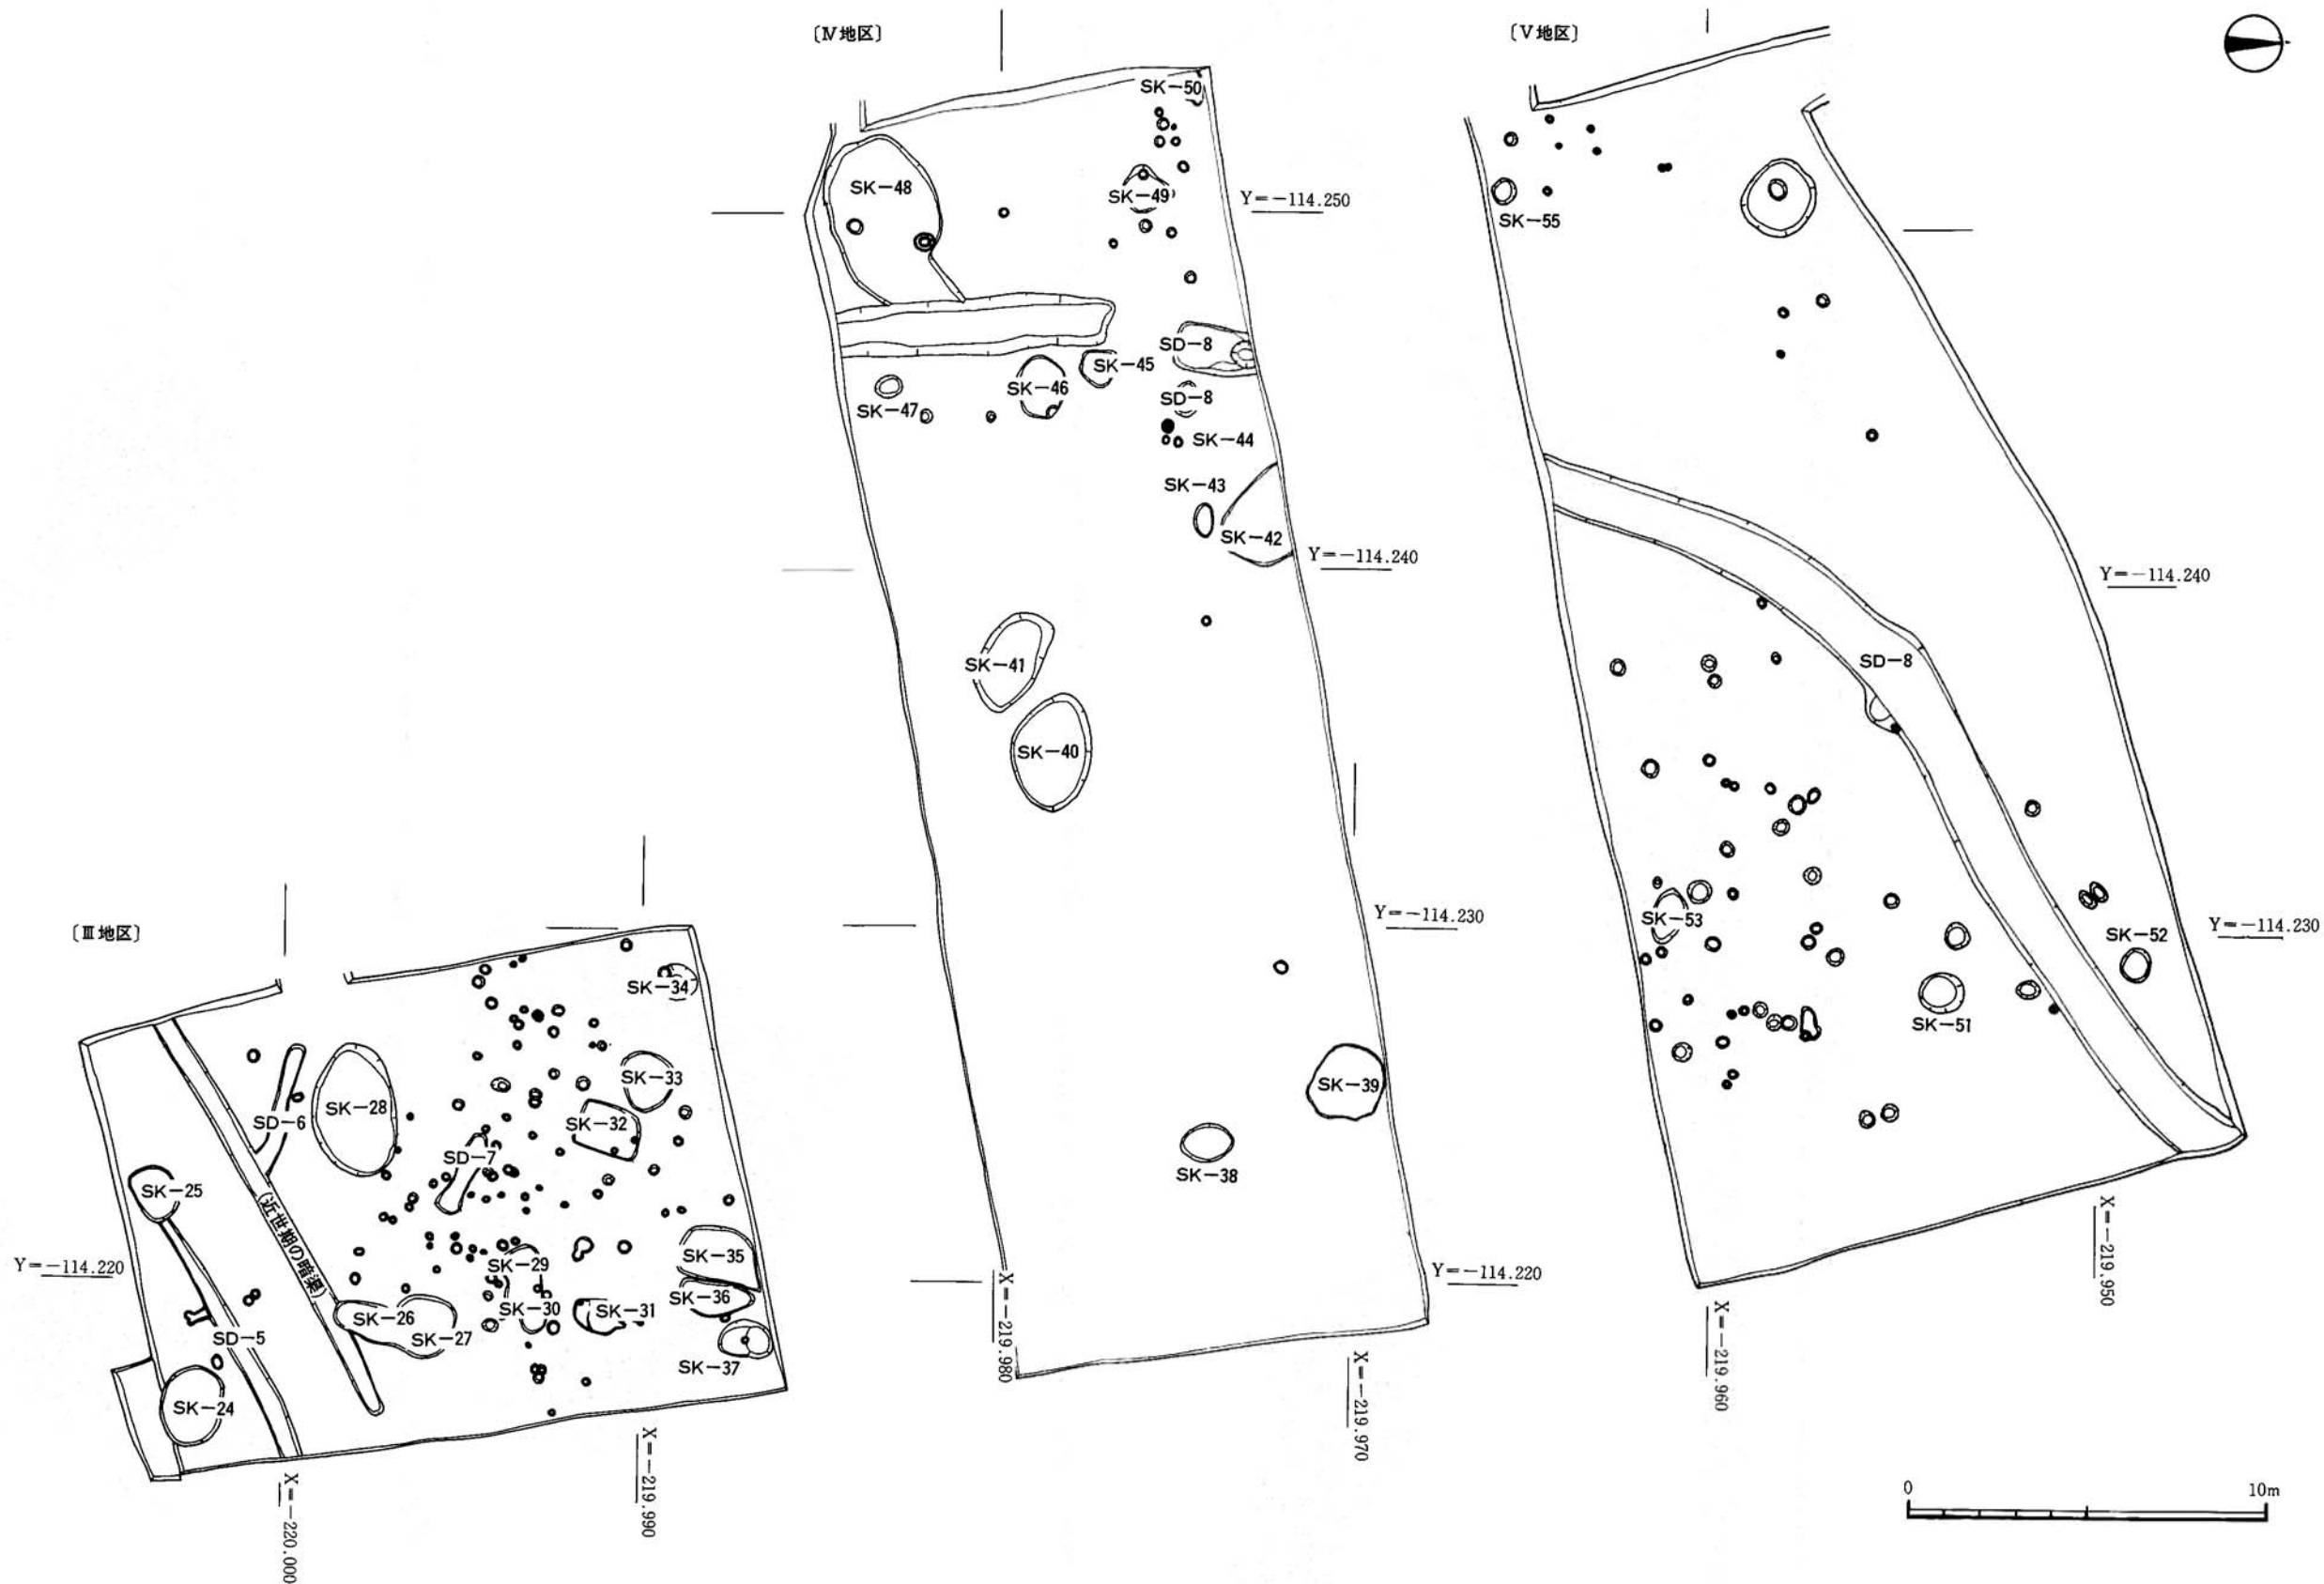 〔Ⅲ地区〕
SK-34
SK-33
SK-28
SD-6
SK-32
SD-7
SK-25
(近世期の暗渠)
SK-35
SK-29
Y=-114.220
SK-36
SK-30
SK-31
SK-26
SK-27
SD-5
SK-37
SK-24
X=-219.990
X=-220.000
〔Ⅳ地区〕
SK-50
SK-48
SK-49
Y=-114.250
SD-8
SK-45
SK-46
SD-8
SK-47
SK-44
SK-43
SK-42
Y=-114.240
SK-41
SK-40
Y=-114.230
SK-39
SK-38
Y=-114.220
X=-219.980
X=-219.970
〔Ⅴ地区〕
SK-55
Y=-114.240
SD-8
SK-53
Y=-114.230
SK-52
SK-51
X=-219.950
X=-219.960
0 10m